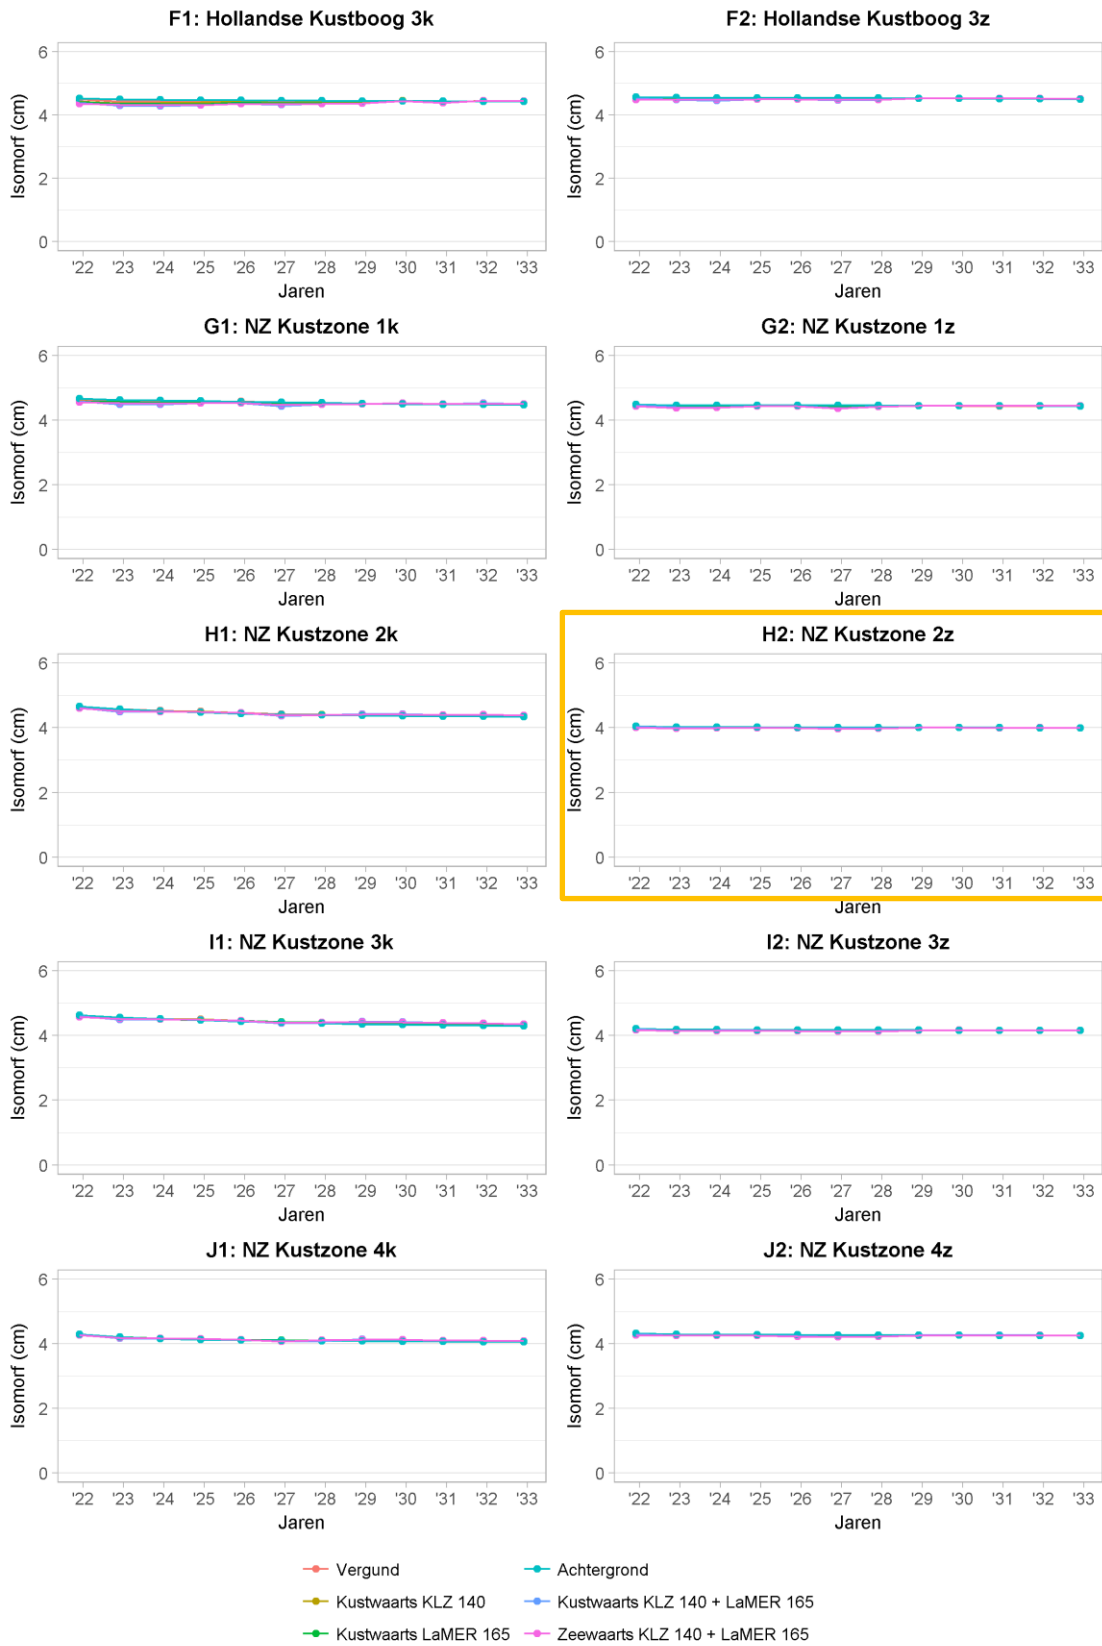 F1: Hollandse Kustboog 3k
F2: Hollandse Kustboog 3z
Isomorf (cm)
6
4
2
0
'22 '23 '24 '25 '26 '27 '28 '29 '30 '31 '32 '33
Jaren
Isomorf (cm)
6
4
2
0
'22 '23 '24 '25 '26 '27 '28 '29 '30 '31 '32 '33
Jaren
G1: NZ Kustzone 1k
G2: NZ Kustzone 1z
Isomorf (cm)
6
4
2
0
'22 '23 '24 '25 '26 '27 '28 '29 '30 '31 '32 '33
Jaren
Isomorf (cm)
6
4
2
0
'22 '23 '24 '25 '26 '27 '28 '29 '30 '31 '32 '33
Jaren
H1: NZ Kustzone 2k
H2: NZ Kustzone 2z
Isomorf (cm)
6
4
2
0
'22 '23 '24 '25 '26 '27 '28 '29 '30 '31 '32 '33
Jaren
Isomorf (cm)
6
4
2
0
'22 '23 '24 '25 '26 '27 '28 '29 '30 '31 '32 '33
Jaren
I1: NZ Kustzone 3k
I2: NZ Kustzone 3z
Isomorf (cm)
6
4
2
0
'22 '23 '24 '25 '26 '27 '28 '29 '30 '31 '32 '33
Jaren
Isomorf (cm)
6
4
2
0
'22 '23 '24 '25 '26 '27 '28 '29 '30 '31 '32 '33
Jaren
J1: NZ Kustzone 4k
J2: NZ Kustzone 4z
Isomorf (cm)
6
4
2
0
'22 '23 '24 '25 '26 '27 '28 '29 '30 '31 '32 '33
Jaren
Isomorf (cm)
6
4
2
0
'22 '23 '24 '25 '26 '27 '28 '29 '30 '31 '32 '33
Jaren
Vergund
Achtergrond
Kustwaarts KLZ 140
Kustwaarts KLZ 140 + LaMER 165
Kustwaarts LaMER 165
Zeewaarts KLZ 140 + LaMER 165